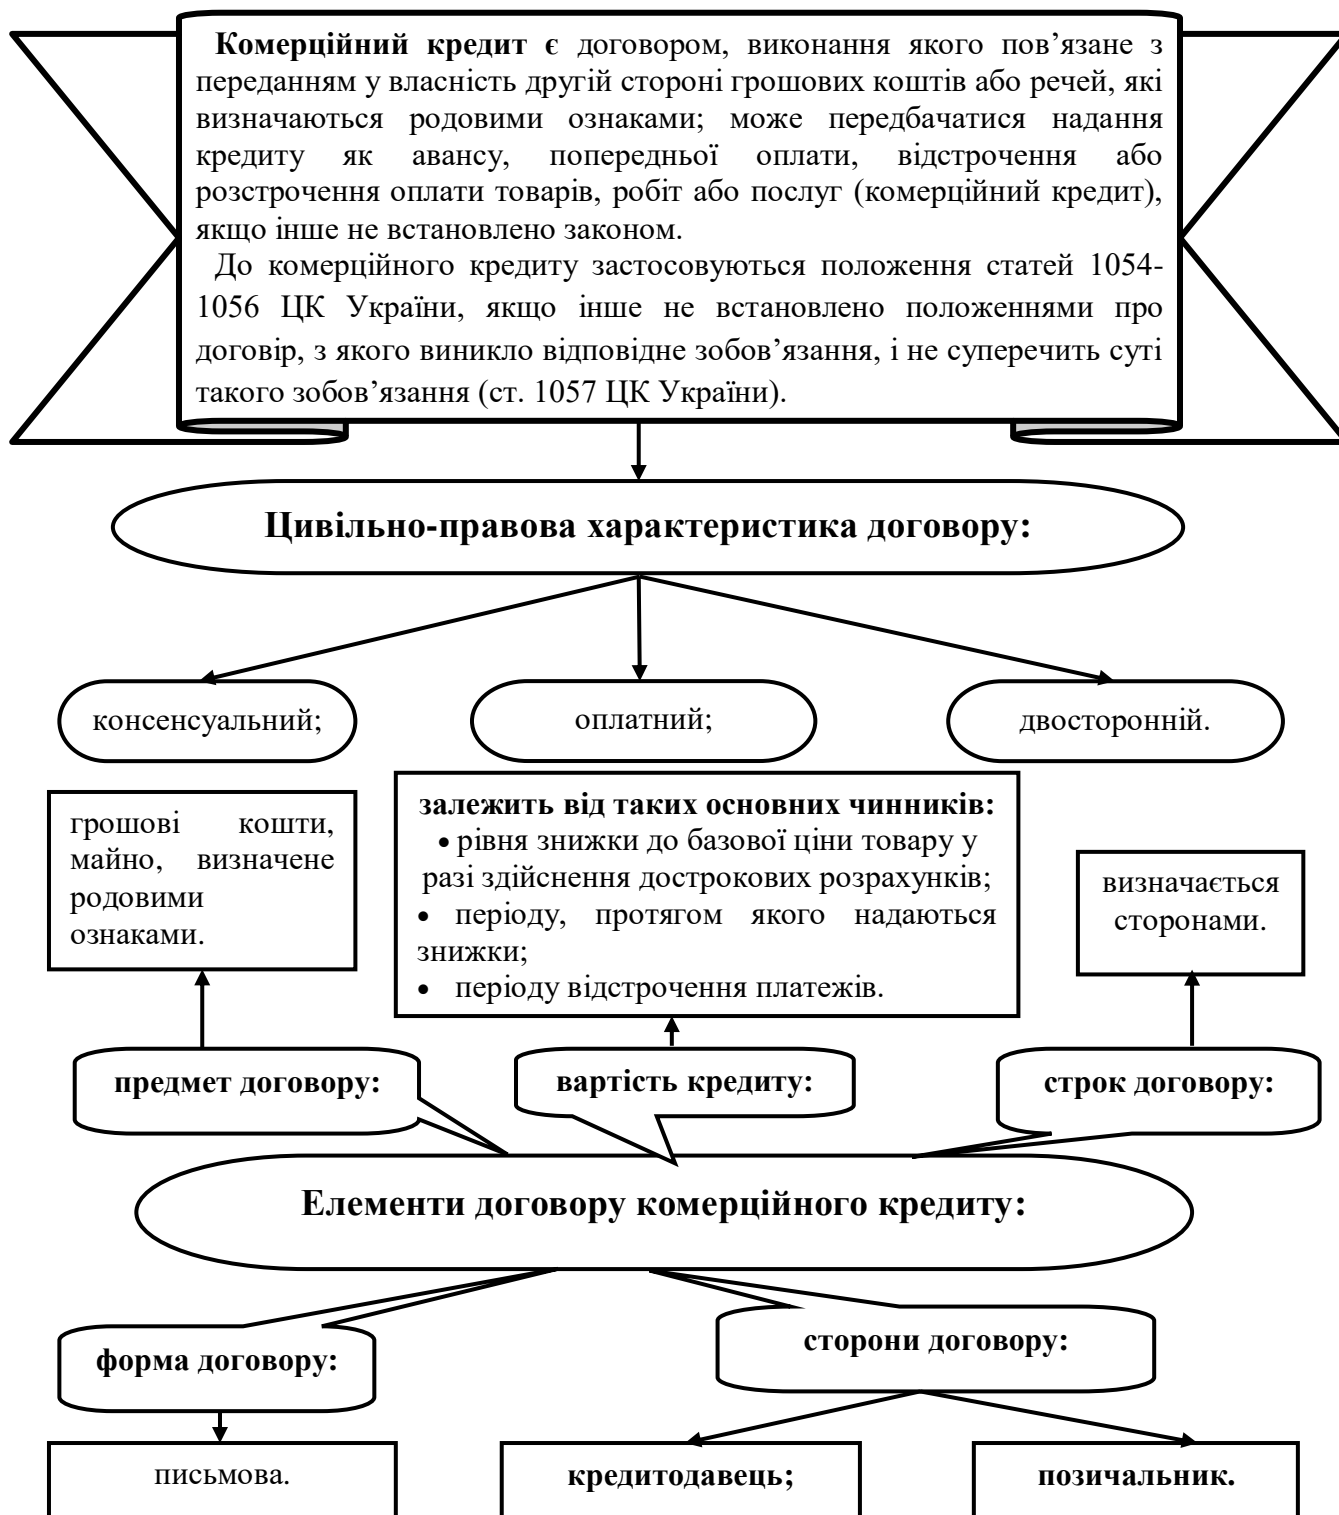 Комерційний кредит є договором, виконання якого пов’язане з
переданням у власність другій стороні грошових коштів або речей, які
визначаються родовими ознаками; може передбачатися надання
кредиту як авансу, попередньої оплати, відстрочення або
розстрочення оплати товарів, робіт або послуг (комерційний кредит),
якщо інше не встановлено законом.
До комерційного кредиту застосовуються положення статей 1054-
1056 ЦК України, якщо інше не встановлено положеннями про
договір, з якого виникло відповідне зобов’язання, і не суперечить суті
такого зобов’язання (ст. 1057 ЦК України).
Цивільно-правова характеристика договору:
консенсуальний;
оплатний;
двосторонній.
грошові кошти,
майно, визначене
родовими
ознаками.
залежить від таких основних чинників:
• рівня знижки до базової ціни товару у
разі здійснення дострокових розрахунків;
• періоду, протягом якого надаються
знижки;
• періоду відстрочення платежів.
визначається
сторонами.
предмет договору:
вартість кредиту:
строк договору:
Елементи договору комерційного кредиту:
форма договору:
сторони договору:
письмова.
кредитодавець;
позичальник.